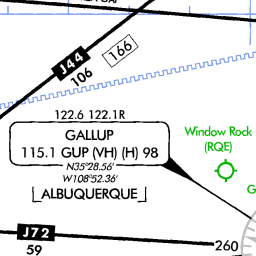 J44
106
166
122.6 122.1R
GALLUP
115.1 GUP (VH) (H) 98
N35°28.56'
W108°52.36'
ALBUQUERQUE
Window Rock
(RQE)
G
J72
59
260